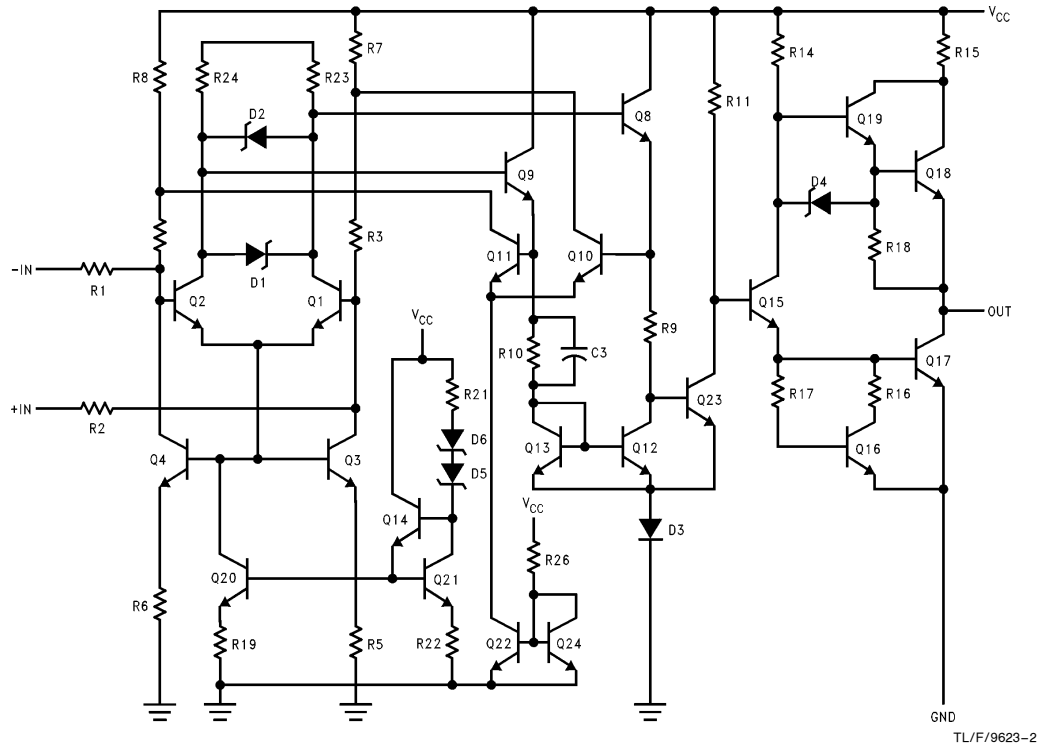 VCC
R7
R14
R15
R8
R24
R23
R11
D2
Q8
Q19
Q9
Q18
D4
R3
Q11
Q10
R18
-IN
R1
Q2
D1
Q1
Q15
OUT
VCC
R9
R10
C3
Q17
R21
R17
R16
+IN
R2
Q23
D6
Q4
Q3
D5
Q13
Q12
Q16
VCC
Q14
D3
R26
Q20
Q21
R6
R19
R5
R22
Q22
Q24
GND
TL/F/9623-2